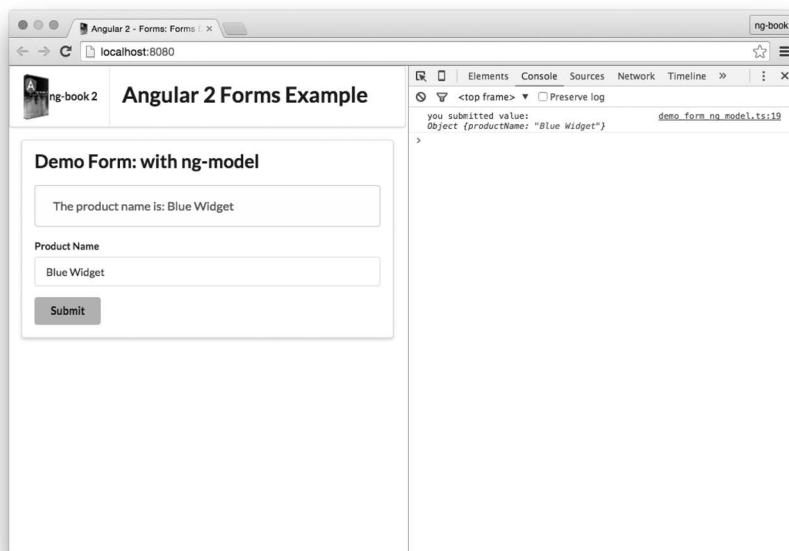 Angular 2 - Forms: Forms
ng-book
localhost:8080
ng-book 2
Angular 2 Forms Example
Elements Console Sources Network Timeline »
<top frame> ▼ Preserve log
you submitted value: demo_form_ng_model.ts:19
Object {productName: "Blue Widget"}
>
Demo Form: with ng-model
The product name is: Blue Widget
Product Name
Blue Widget
Submit